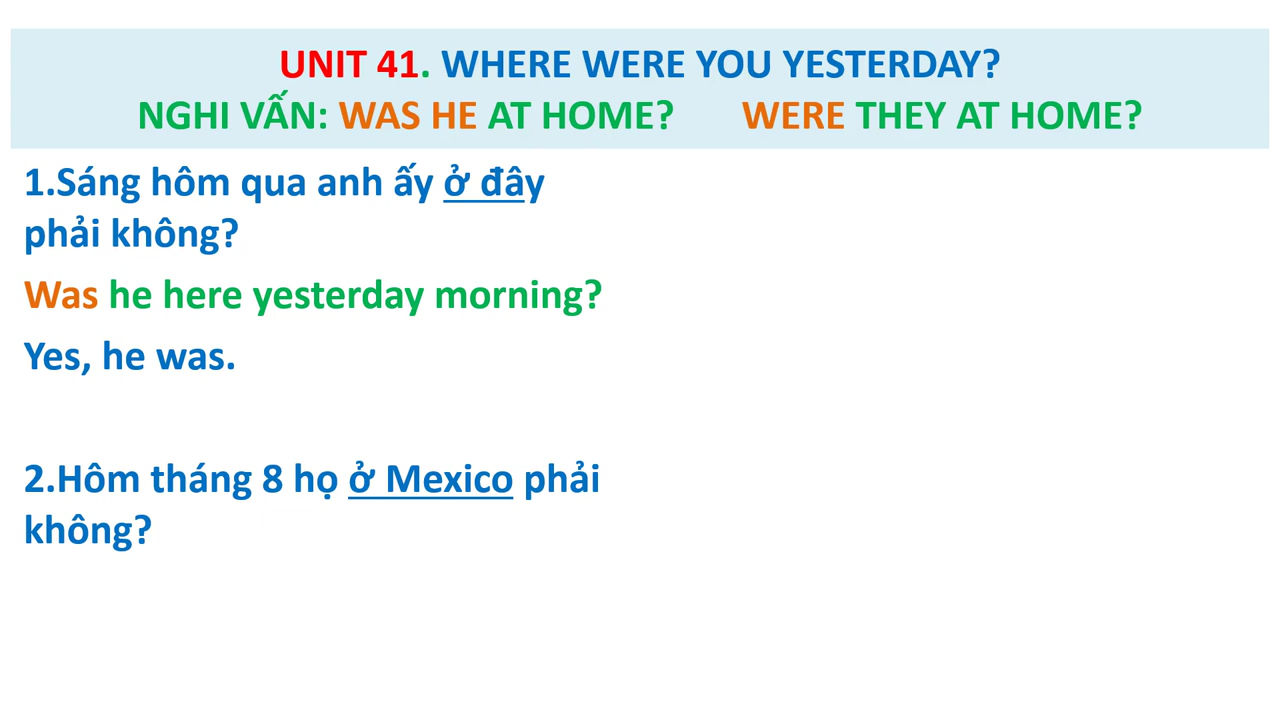 UNIT 41. WHERE WERE YOU YESTERDAY?
NGHI VẤN: WAS HE AT HOME? WERE THEY AT HOME?
1.Sáng hôm qua anh ấy ở đây
phải không?
Was he here yesterday morning?
Yes, he was.
2.Hôm tháng 8 họ ở Mexico phải
không?